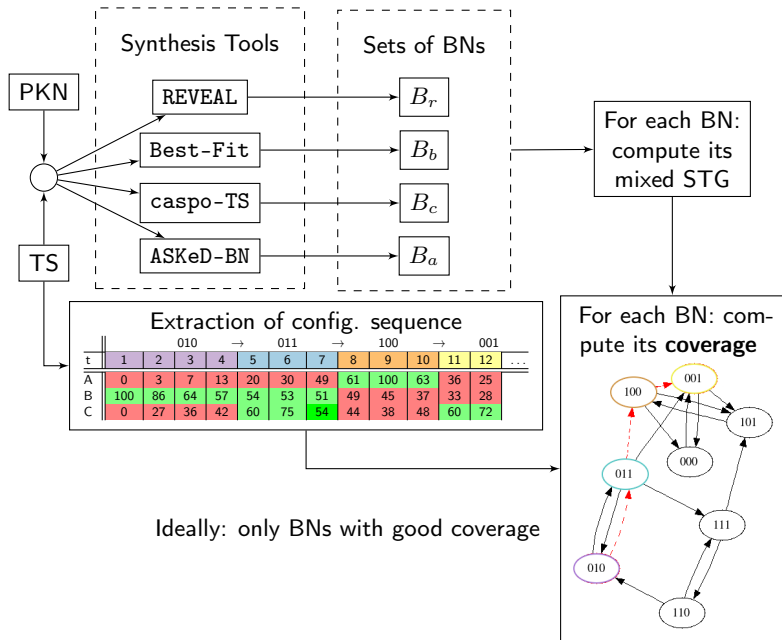 Synthesis Tools
Sets of BNs
PKN
REVEAL
B_r
Best-Fit
B_b
For each BN:
compute its
mixed STG
caspo-TS
B_c
TS
ASKeD-BN
B_a
Extraction of config. sequence
010 → 011 → 100 → 001
t 1 2 3 4 5 6 7 8 9 10 11 12 ...
A 0 3 7 13 20 30 49 61 100 63 36 25
B 100 86 64 57 54 53 51 49 45 37 33 28
C 0 27 36 42 60 75 54 44 38 48 60 72
For each BN: com-
pute its coverage
001
100
101
000
011
111
010
110
Ideally: only BNs with good coverage